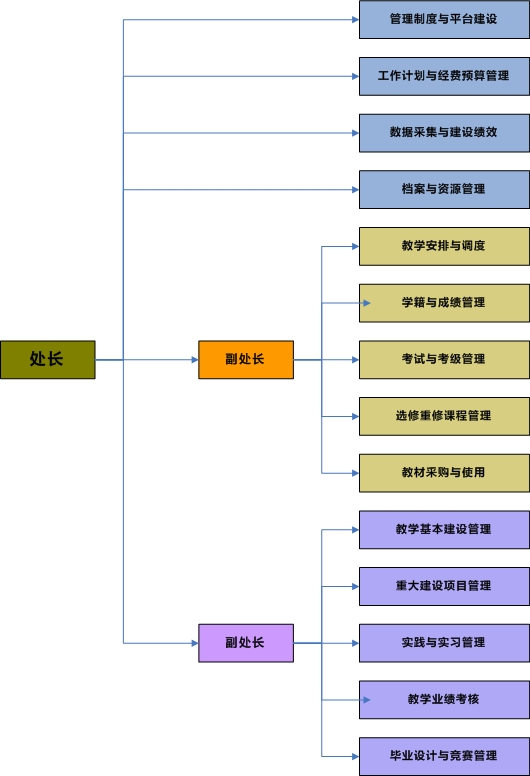 管理制度与平台建设
工作计划与经费预算管理
数据采集与建设绩效
档案与资源管理
教学安排与调度
学籍与成绩管理
处长
副处长
考试与考级管理
选修重修课程管理
教材采购与使用
教学基本建设管理
重大建设项目管理
副处长
实践与实习管理
教学业绩考核
毕业设计与竞赛管理